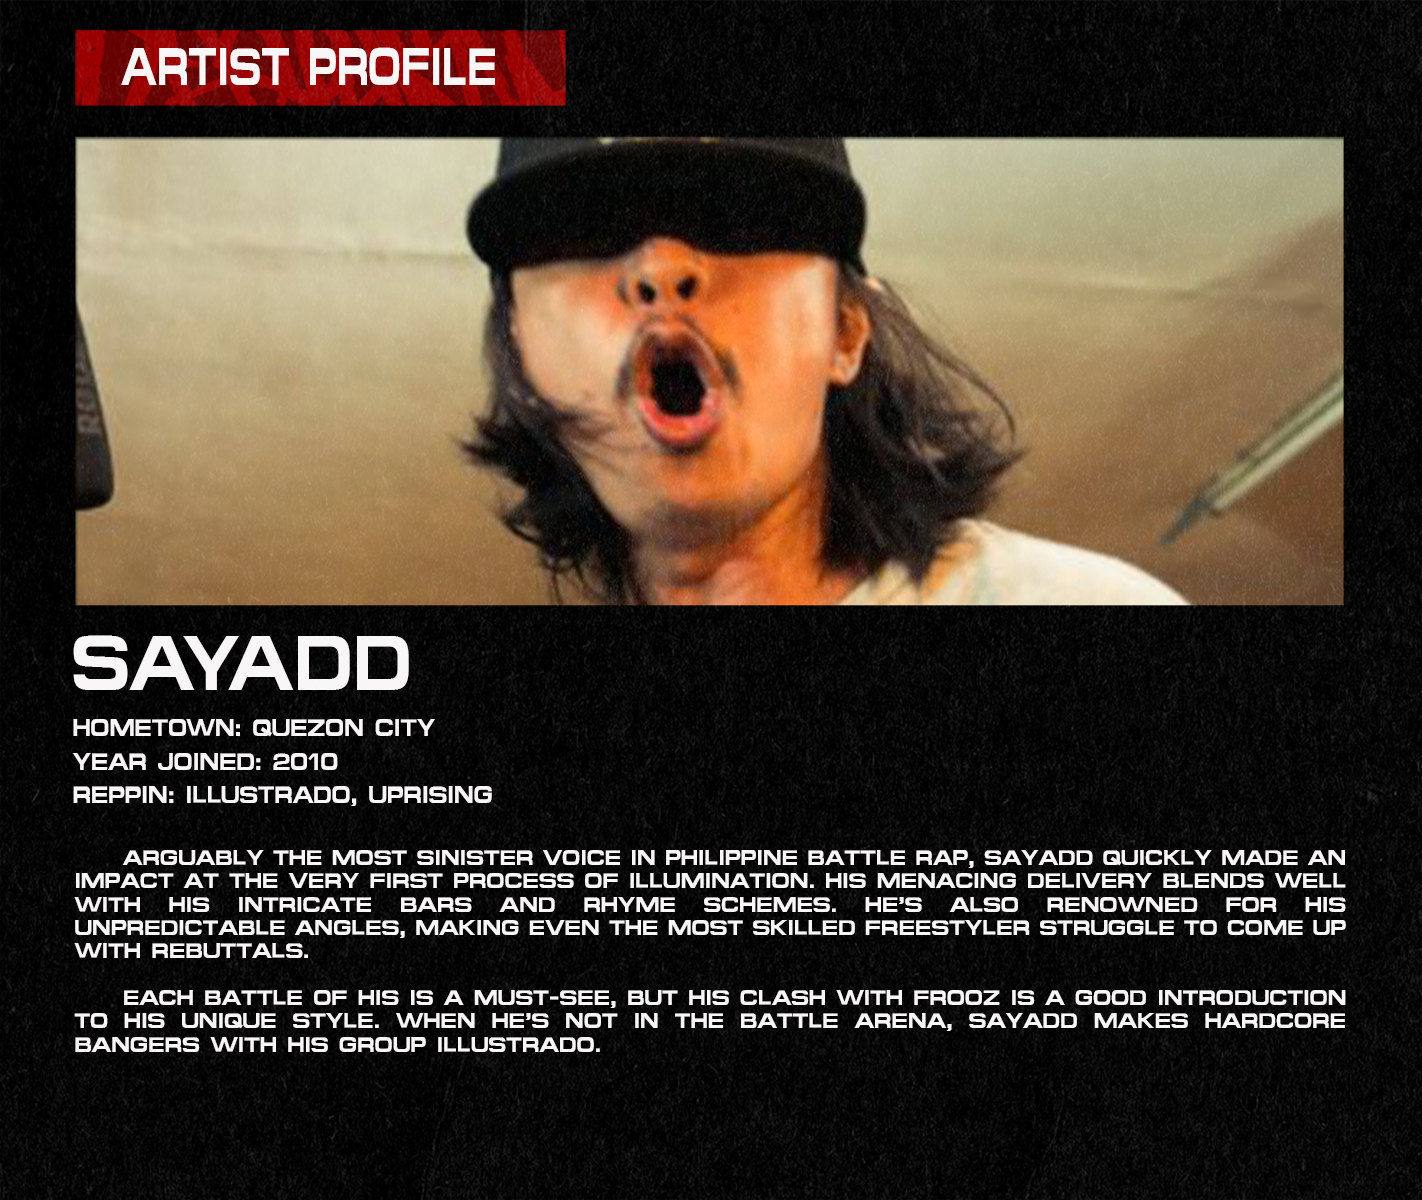 ARTIST PROFILE
SAYADD
HOMETOWN: QUEZON CITY
YEAR JOINED: 2010
REPPIN: ILLUSTRADO, UPRISING
ARGUABLY THE MOST SINISTER VOICE IN PHILIPPINE BATTLE RAP, SAYADD QUICKLY MADE AN
IMPACT AT THE VERY FIRST PROCESS OF ILLUMINATION. HIS MENACING DELIVERY BLENDS WELL
WITH HIS INTRICATE BARS AND RHYME SCHEMES. HE'S ALSO RENOWNED FOR HIS
UNPREDICTABLE ANGLES, MAKING EVEN THE MOST SKILLED FREESTYLER STRUGGLE TO COME UP
WITH REBUTTALS.
EACH BATTLE OF HIS IS A MUST-SEE, BUT HIS CLASH WITH FROOZ IS A GOOD INTRODUCTION
TO HIS UNIQUE STYLE. WHEN HE'S NOT IN THE BATTLE ARENA, SAYADD MAKES HARDCORE
BANGERS WITH HIS GROUP ILLUSTRADO.